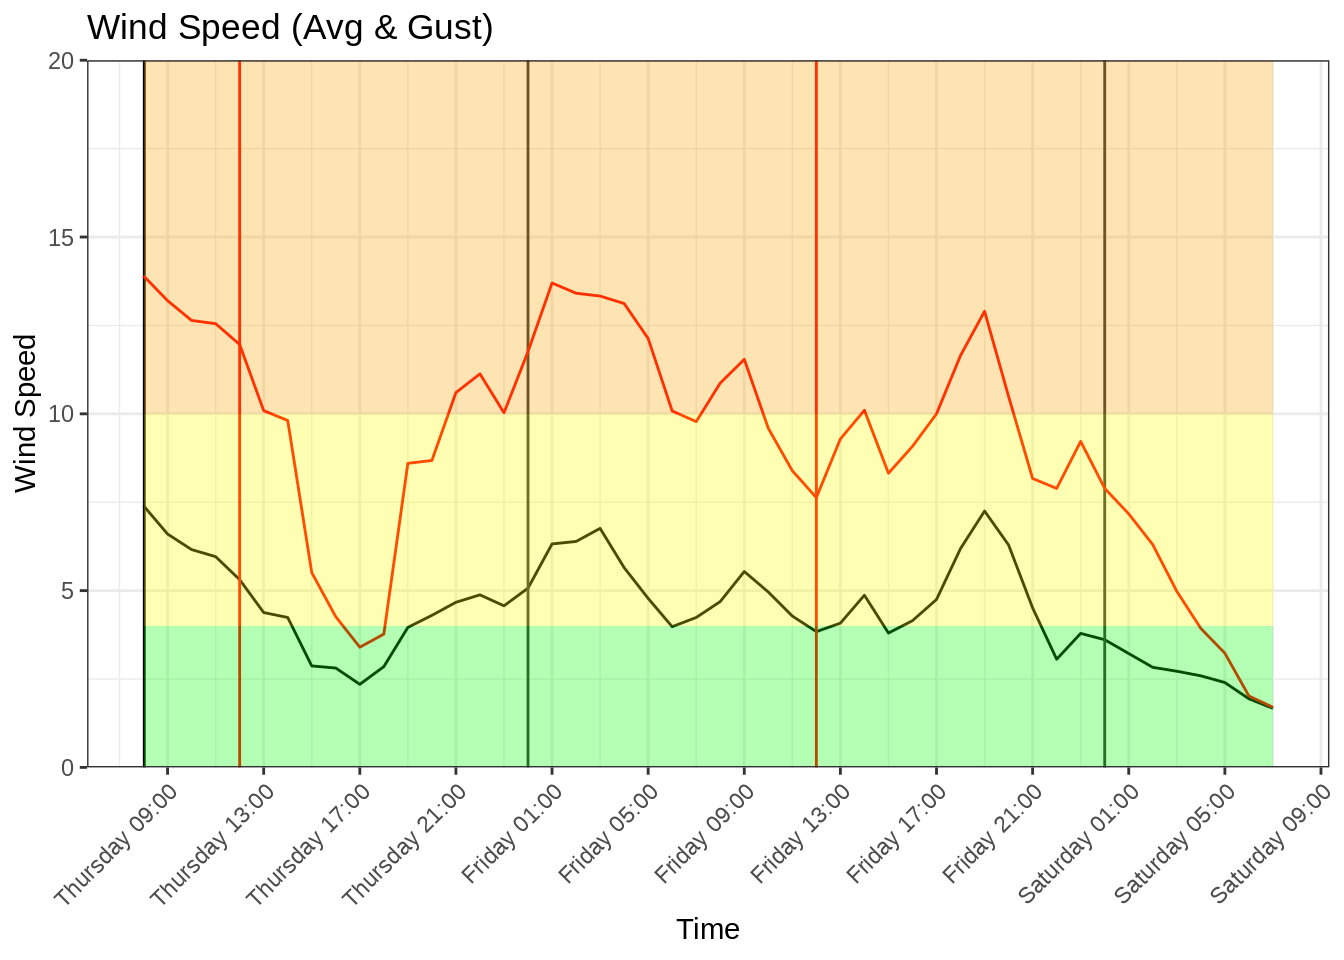 Wind Speed (Avg & Gust)
20
15
10
5
0
Wind Speed
Thursday 09:00
Thursday 13:00
Thursday 17:00
Thursday 21:00
Friday 01:00
Friday 05:00
Friday 09:00
Friday 13:00
Friday 17:00
Friday 21:00
Saturday 01:00
Saturday 05:00
Saturday 09:00
Time